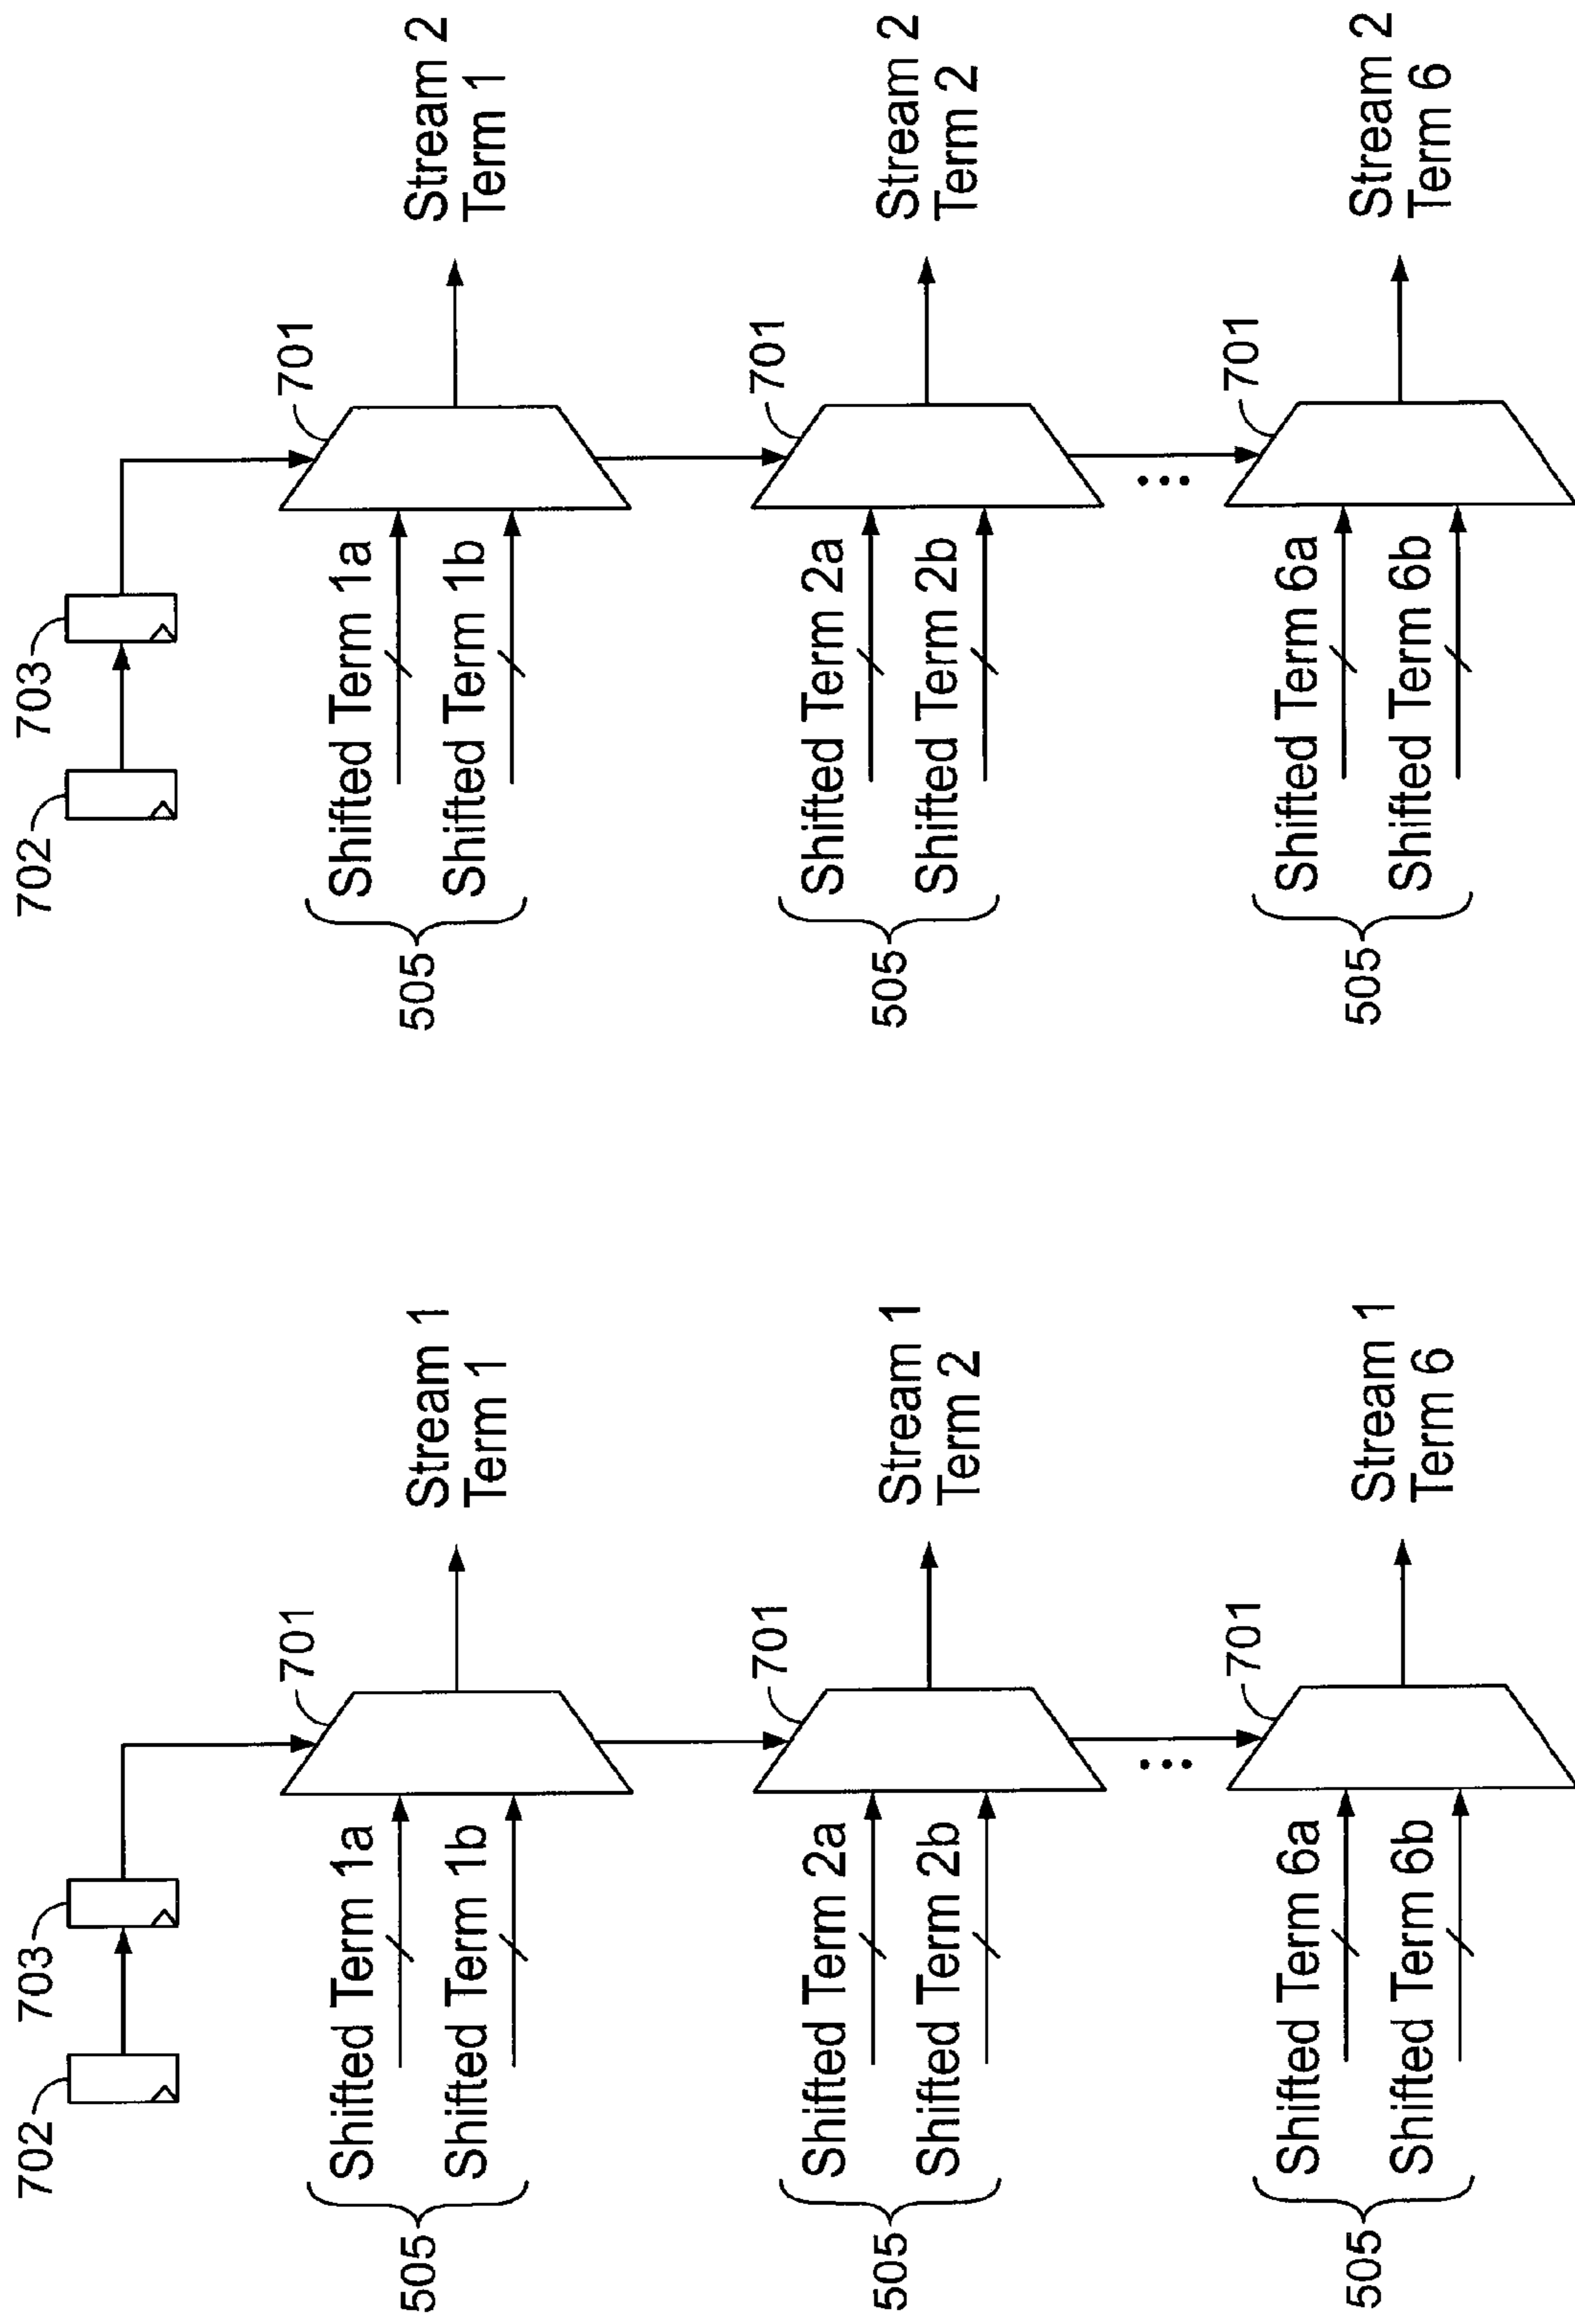 702
703
701
Shifted Term 1a
Shifted Term 1b
505
Stream 1
Term 1
701
Shifted Term 2a
Shifted Term 2b
505
Stream 1
Term 2
...
701
Shifted Term 6a
Shifted Term 6b
505
Stream 1
Term 6
702
703
701
Shifted Term 1a
Shifted Term 1b
505
Stream 2
Term 1
701
Shifted Term 2a
Shifted Term 2b
505
Stream 2
Term 2
...
701
Shifted Term 6a
Shifted Term 6b
505
Stream 2
Term 6